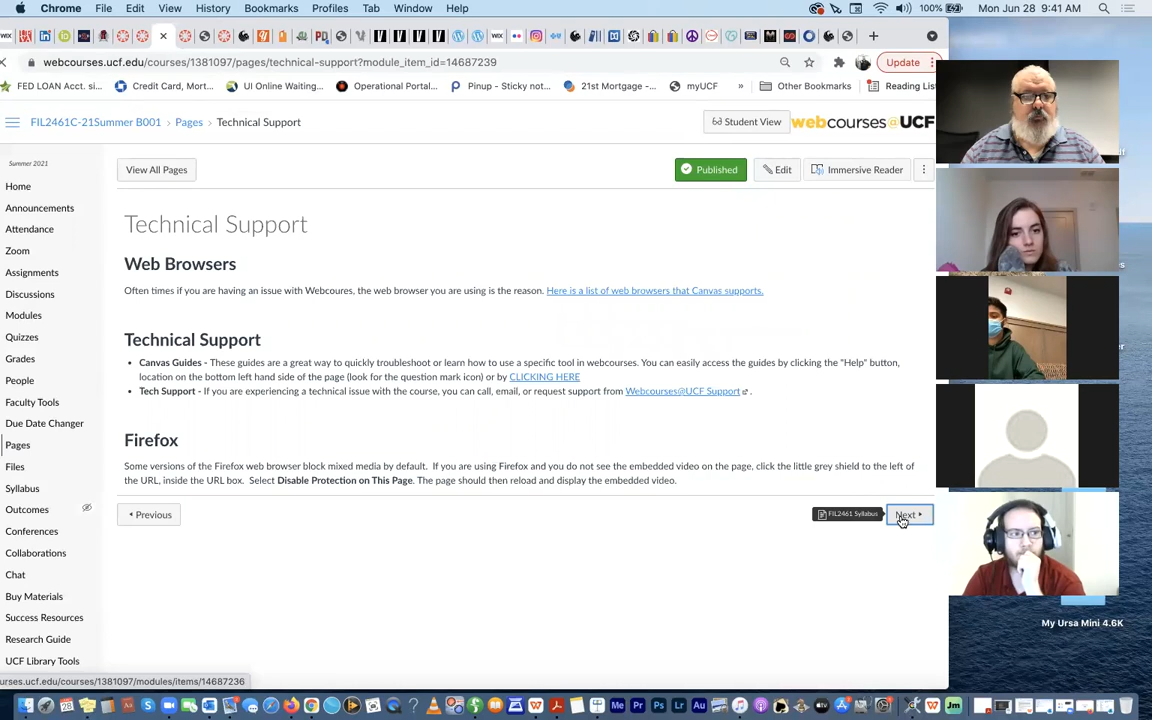 Chrome File Edit View History Bookmarks Profiles Tab Window Help 100% Mon Jun 28 9:41 AM
webcourses.ucf.edu/courses/1381097/pages/technical-support?module_item_id=14687239 Update
FED LOAN Acct. si... Credit Card, Mort... UI Online Waiting... Operational Portal... Pinup - Sticky not... 21st Mortgage -... myUCF » Other Bookmarks Reading List
FIL2461C-21Summer B001 › Pages › Technical Support Student View webcourses@UCF
Summer 2021
View All Pages Published Edit Immersive Reader
Home
Announcements
Attendance
Zoom
Assignments
Discussions
Modules
Quizzes
Grades
People
Faculty Tools
Due Date Changer
Pages
Files
Syllabus
Outcomes
Conferences
Collaborations
Chat
Buy Materials
Success Resources
Research Guide
UCF Library Tools
Technical Support
Web Browsers
Often times if you are having an issue with Webcoures, the web browser you are using is the reason. Here is a list of web browsers that Canvas supports.
Technical Support
• Canvas Guides - These guides are a great way to quickly troubleshoot or learn how to use a specific tool in webcourses. You can easily access the guides by clicking the "Help" button,
location on the bottom left hand side of the page (look for the question mark icon) or by CLICKING HERE
• Tech Support - If you are experiencing a technical issue with the course, you can call, email, or request support from Webcourses@UCF Support .
Firefox
Some versions of the Firefox web browser block mixed media by default. If you are using Firefox and you do not see the embedded video on the page, click the little grey shield to the left of
the URL, inside the URL box. Select Disable Protection on This Page. The page should then reload and display the embedded video.
Previous FIL2461 Syllabus Next
My Ursa Mini 4.6K
urses.ucf.edu/courses/1381097/modules/items/14687236